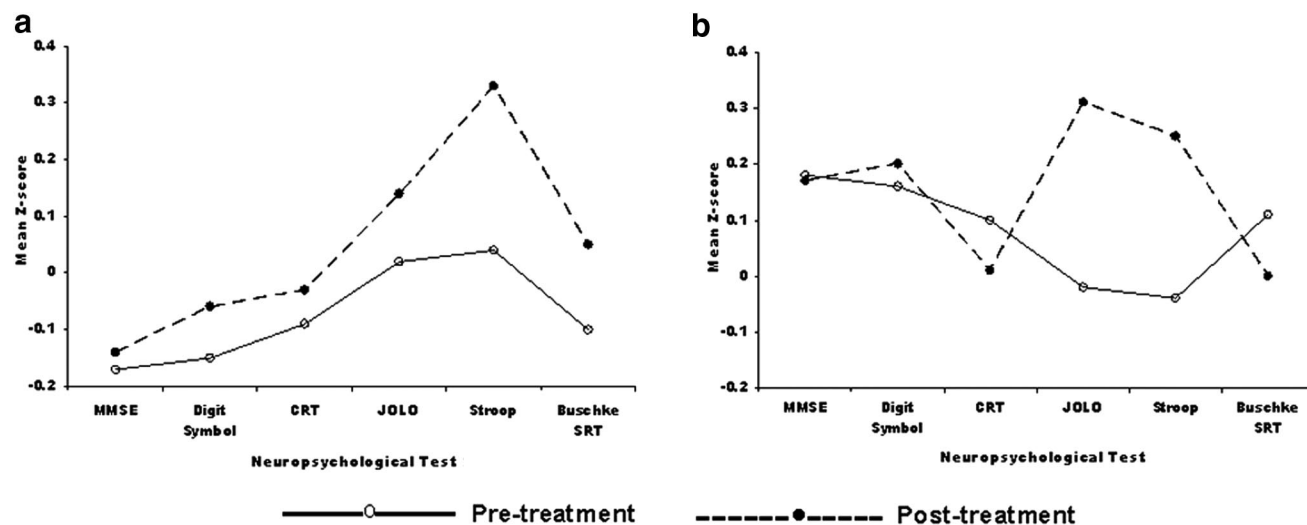 a
0.4
0.3
0.2
0.1
0
-0.1
-0.2
Mean Z-score
MMSE Digit Symbol CRT JOLO Stroop Buschke SRT
Neuropsychological Test
b
0.4
0.3
0.2
0.1
0
-0.1
-0.2
Mean Z-score
MMSE Digit Symbol CRT JOLO Stroop Buschke SRT
Neuropsychological Test
Pre-treatment Post-treatment